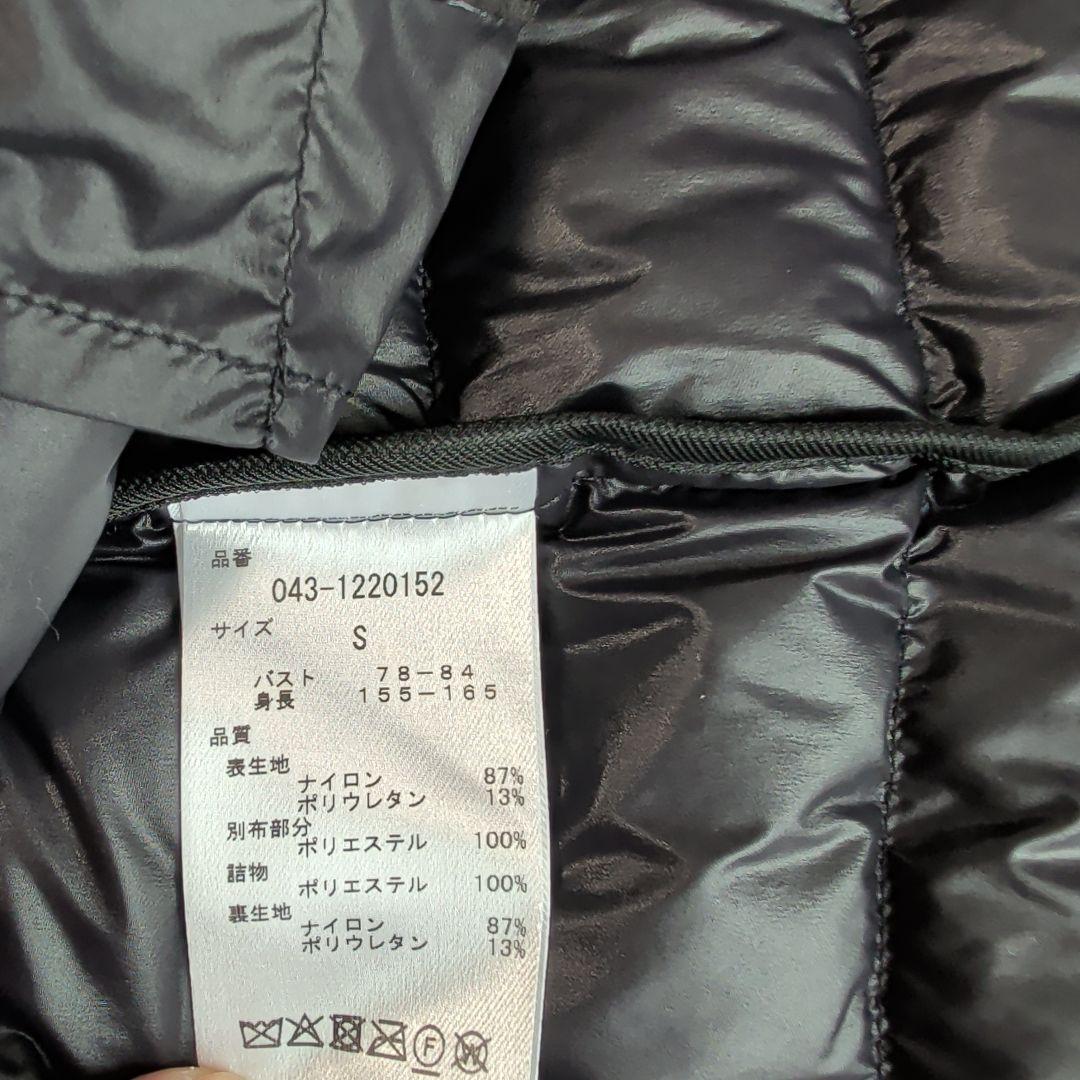 品番
043-1220152
サイズ
S
バスト 78-84
身長 155-165
品質
表生地
ナイロン 87%
ポリウレタン 13%
別布部分
ポリエステル 100%
詰物
ポリエステル 100%
裏生地
ナイロン 87%
ポリウレタン 13%
F W